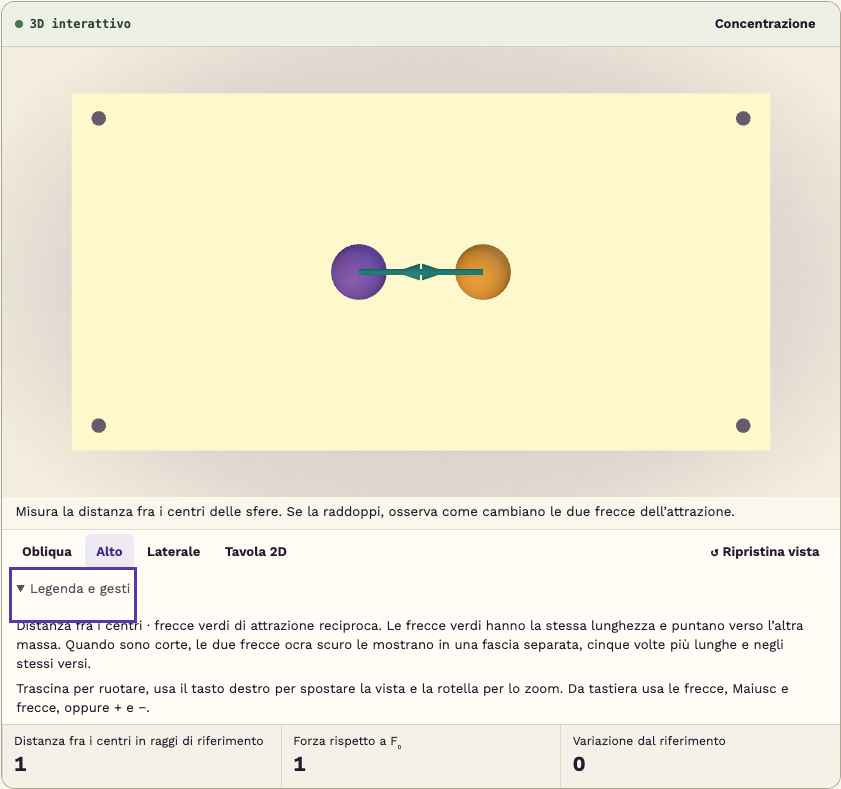 3D interattivo
Concentrazione
Misura la distanza fra i centri delle sfere. Se la raddoppi, osserva come cambiano le due frecce dell’attrazione.
Obliqua Alto Laterale Tavola 2D ↺ Ripristina vista
▼ Legenda e gesti
Distanza fra i centri · frecce verdi di attrazione reciproca. Le frecce verdi hanno la stessa lunghezza e puntano verso l’altra
massa. Quando sono corte, le due frecce ocra scuro le mostrano in una fascia separata, cinque volte più lunghe e negli
stessi versi.
Trascina per ruotare, usa il tasto destro per spostare la vista e la rotella per lo zoom. Da tastiera usa le frecce, Maiusc e
frecce, oppure + e −.
Distanza fra i centri in raggi di riferimento
1
Forza rispetto a F₀
1
Variazione dal riferimento
0